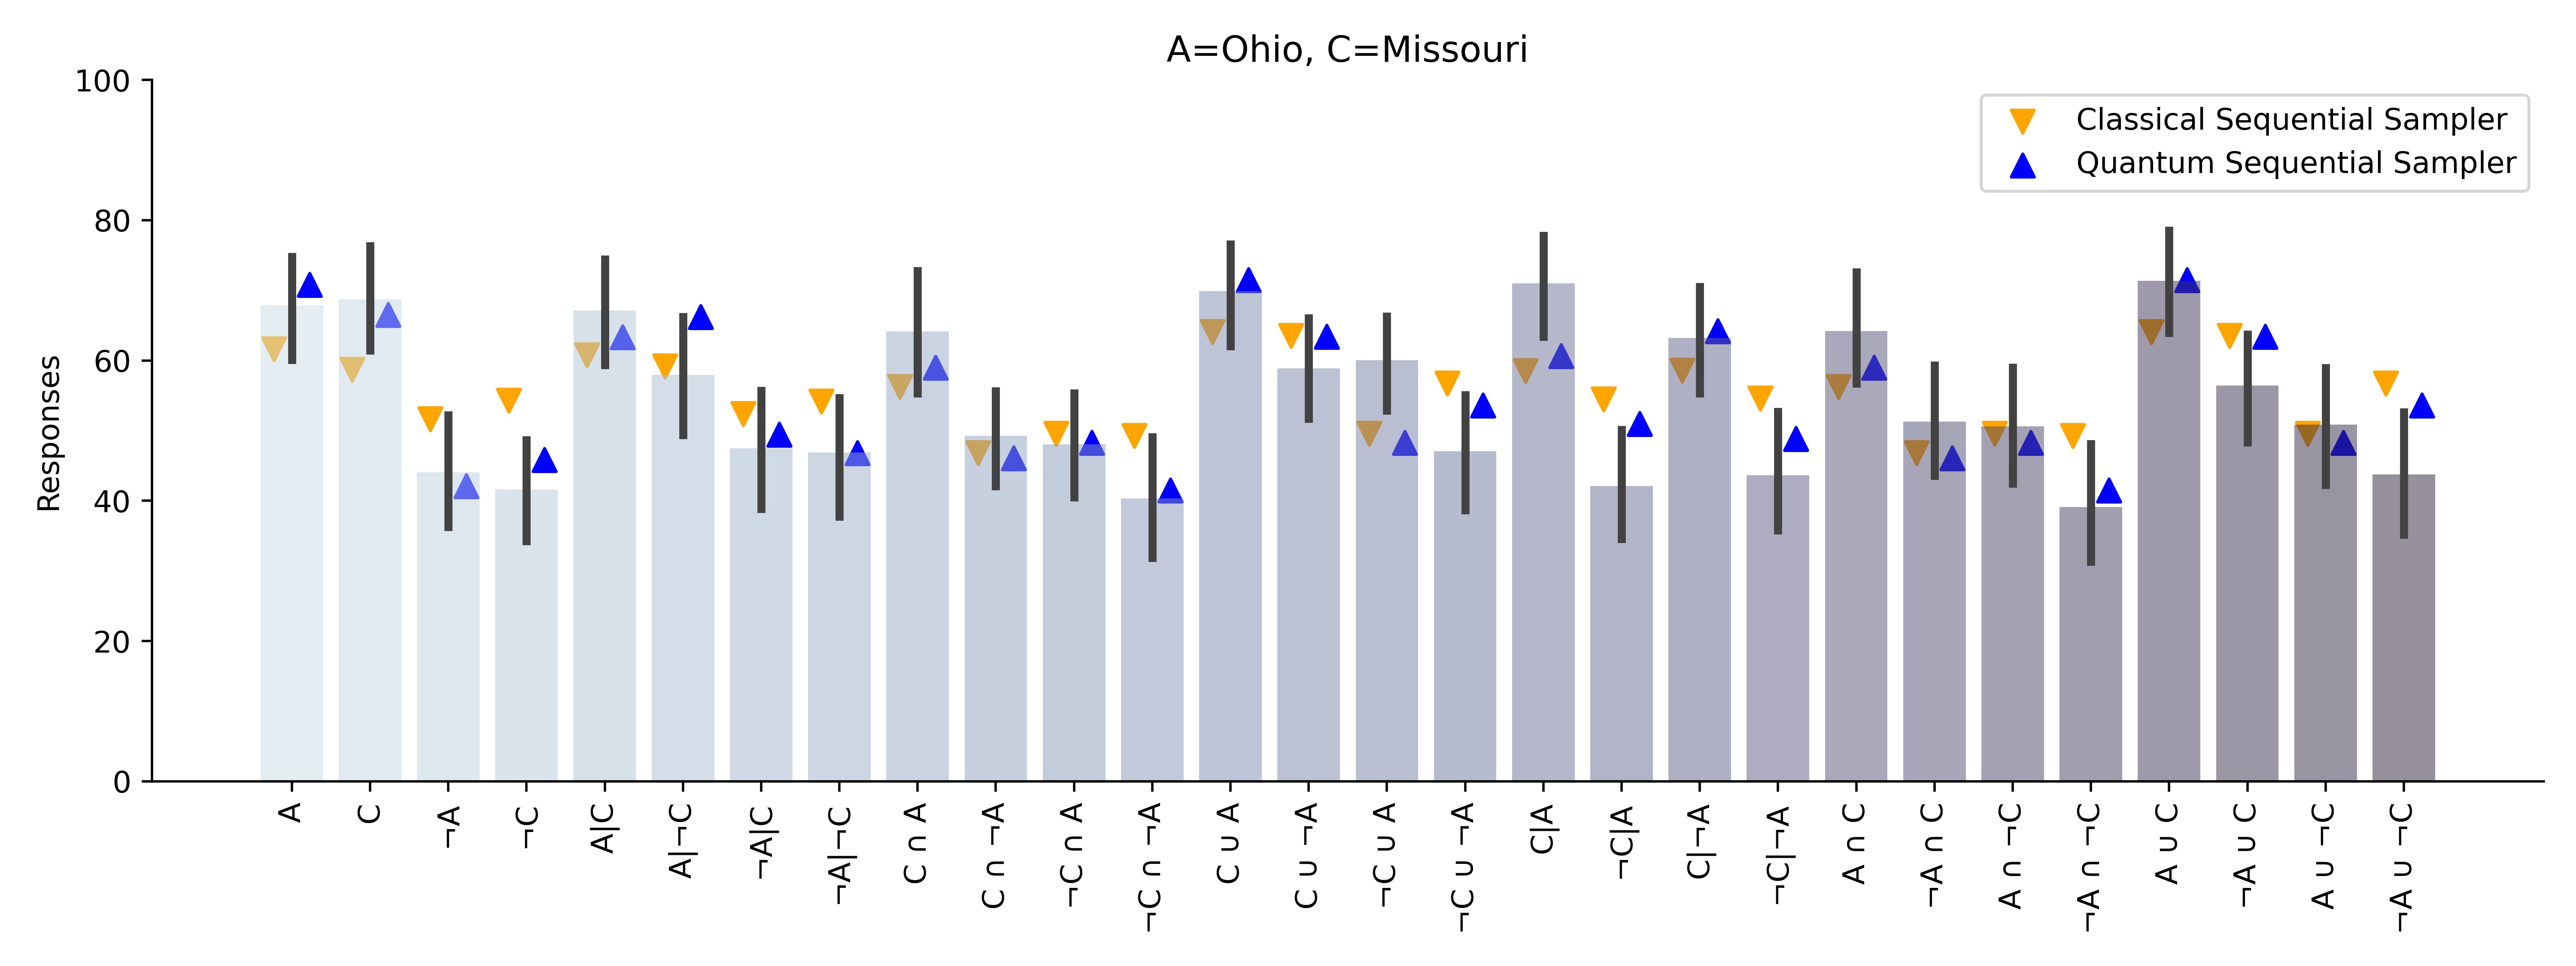 A=Ohio, C=Missouri
Classical Sequential Sampler
Quantum Sequential Sampler
Responses
100
80
60
40
20
0
A
C
¬A
¬C
A|C
A|¬C
¬A|C
¬A|¬C
C ∩ A
C ∩ ¬A
¬C ∩ A
¬C ∩ ¬A
C ∪ A
C ∪ ¬A
¬C ∪ A
¬C ∪ ¬A
C|A
¬C|A
C|¬A
¬C|¬A
A ∩ C
¬A ∩ C
A ∩ ¬C
¬A ∩ ¬C
A ∪ C
¬A ∪ C
A ∪ ¬C
¬A ∪ ¬C